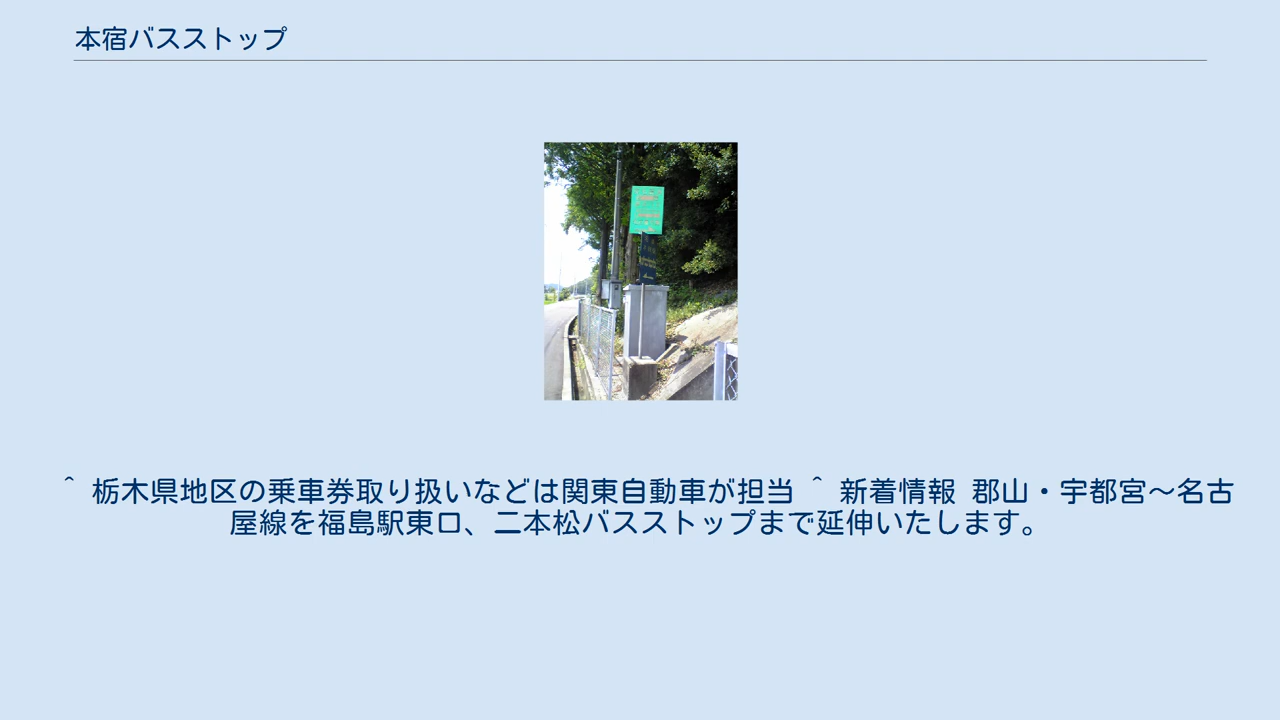 本宿バスストップ
^ 栃木県地区の乗車券取り扱いなどは関東自動車が担当 ^ 新着情報 郡山・宇都宮〜名古
屋線を福島駅東口、二本松バスストップまで延伸いたします。